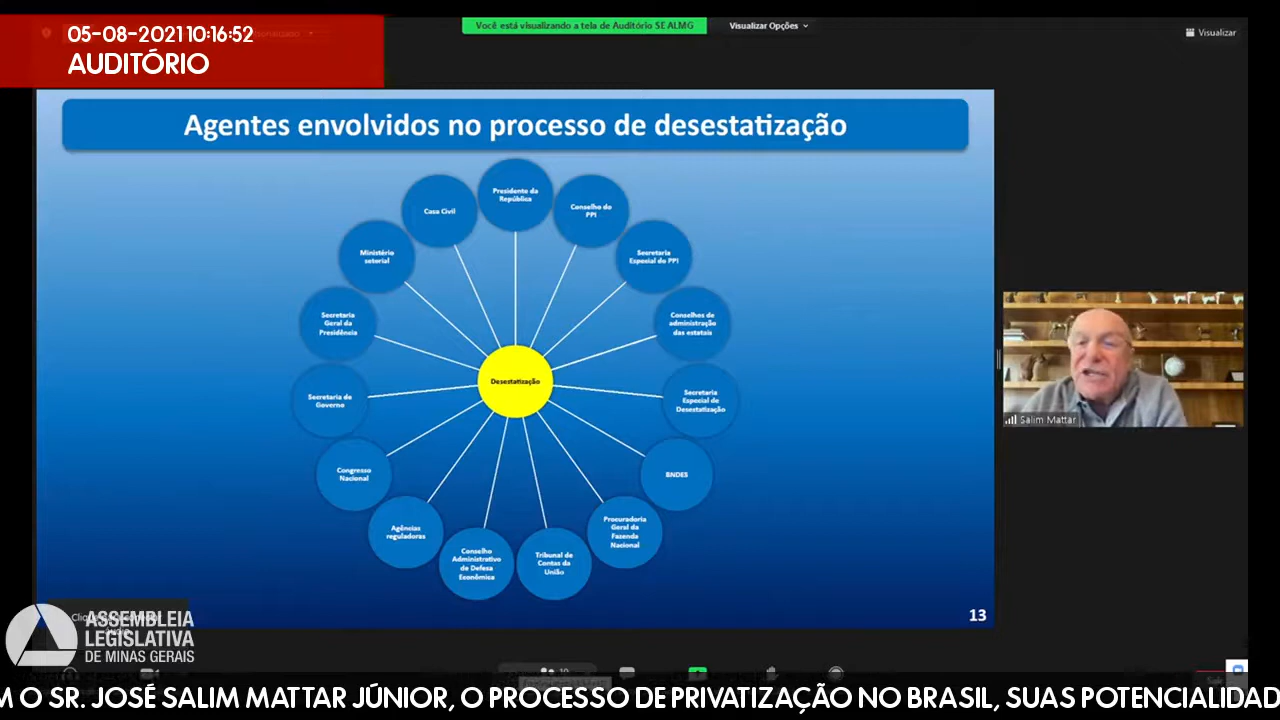 05-08-2021 10:16:52
AUDITÓRIO
Você está visualizando a tela de Auditório SE ALMG
Visualizar Opções
Visualizar
Agentes envolvidos no processo de desestatização
Presidente da
República
Conselho do
PPI
Secretaria
Especial do PPI
Conselhos de
administração
das estatais
Secretaria
Especial de
Desestatização
BNDES
Procuradoria
Geral da
Fazenda
Nacional
Tribunal de
Contas da
União
Conselho
Administrativo
de Defesa
Econômica
Agências
reguladoras
Congresso
Nacional
Secretaria de
Governo
Secretaria
Geral da
Presidência
Ministério
setorial
Casa Civil
Desestatização
13
Salim Mattar
ASSEMBLEIA
LEGISLATIVA
DE MINAS GERAIS
10
M O SR. JOSÉ SALIM MATTAR JÚNIOR, O PROCESSO DE PRIVATIZAÇÃO NO BRASIL, SUAS POTENCIALIDAD